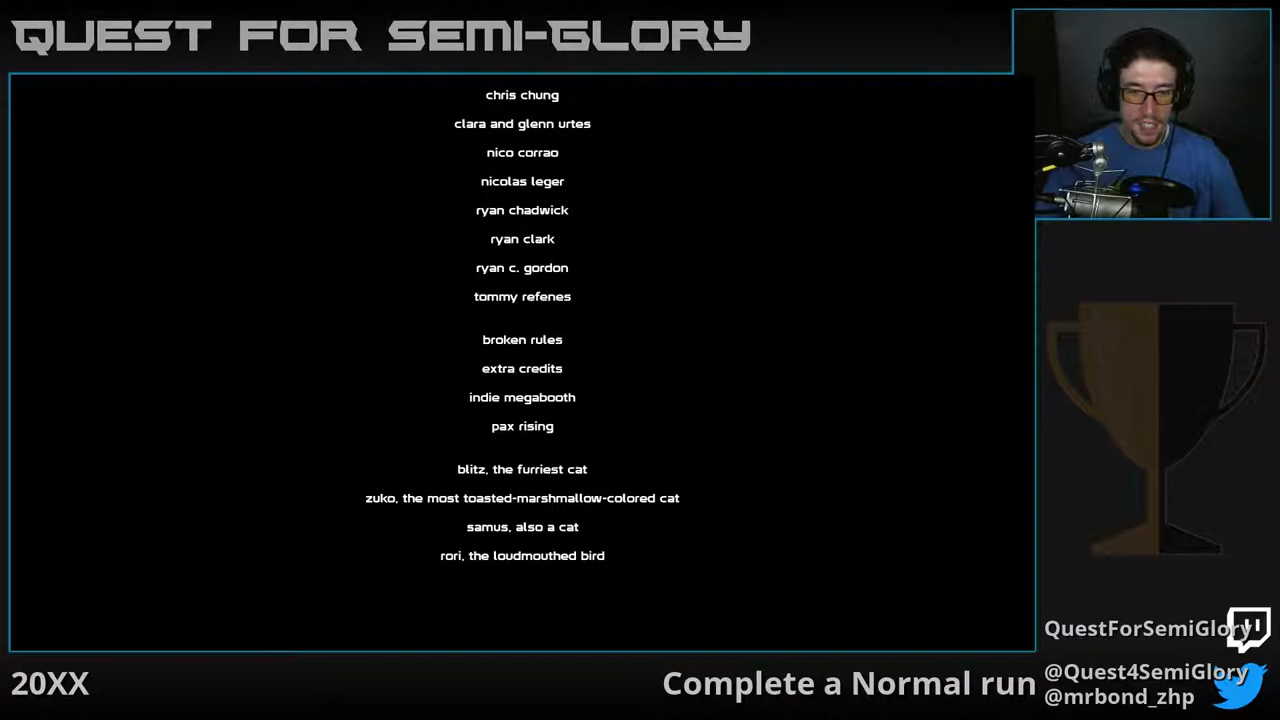 QUEST FOR SEMI-GLORY
chris chung
clara and glenn urtes
nico corrao
nicolas leger
ryan chadwick
ryan clark
ryan c. gordon
tommy refenes
broken rules
extra credits
indie megabooth
pax rising
blitz, the furriest cat
zuko, the most toasted-marshmallow-colored cat
samus, also a cat
rori, the loudmouthed bird
QuestForSemiGlory
@Quest4SemiGlory
@mrbond_zhp
20XX
Complete a Normal run